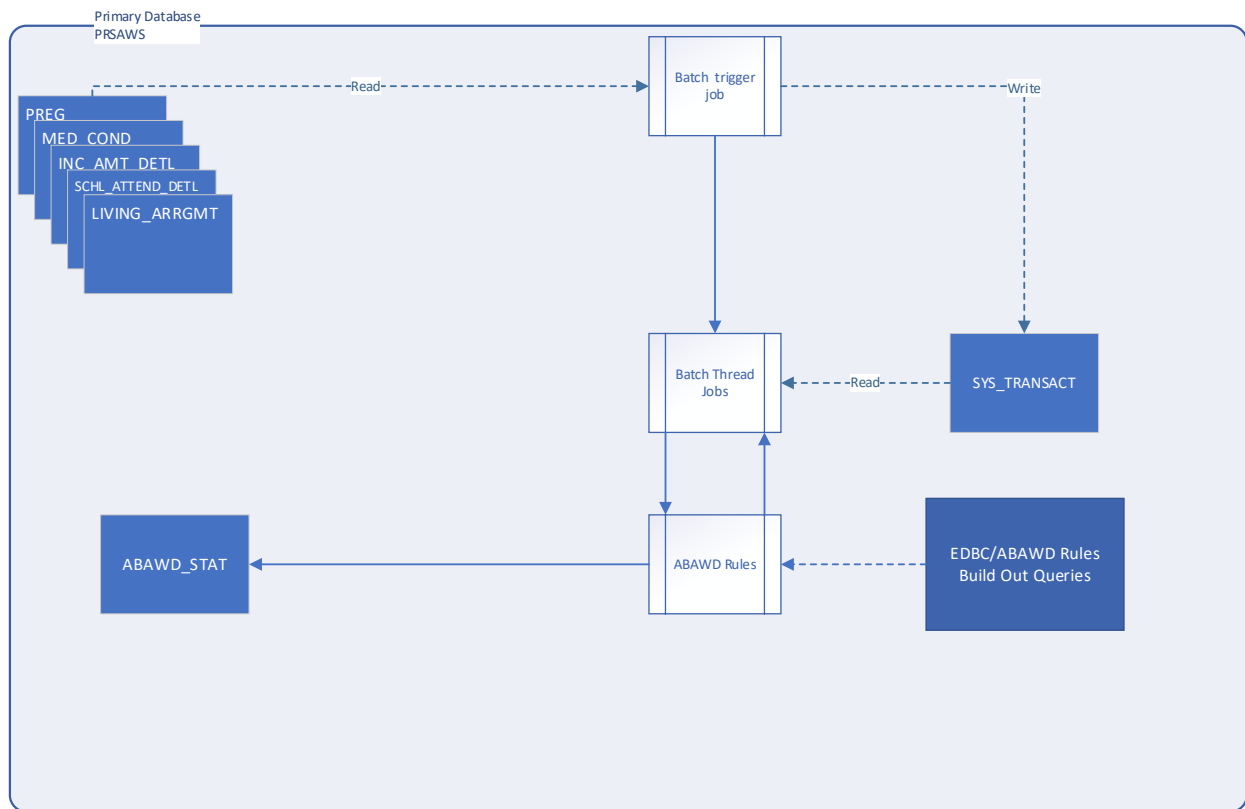 Primary Database
PRSAWS
Batch trigger
job
Read
Write
PREG
MED_COND
INC_AMT_DETL
SCHL_ATTEND_DETL
LIVING_ARRGMT
Batch Thread
Jobs
Read
SYS_TRANSACT
ABAWD_STAT
ABAWD Rules
EDBC/ABAWD Rules
Build Out Queries